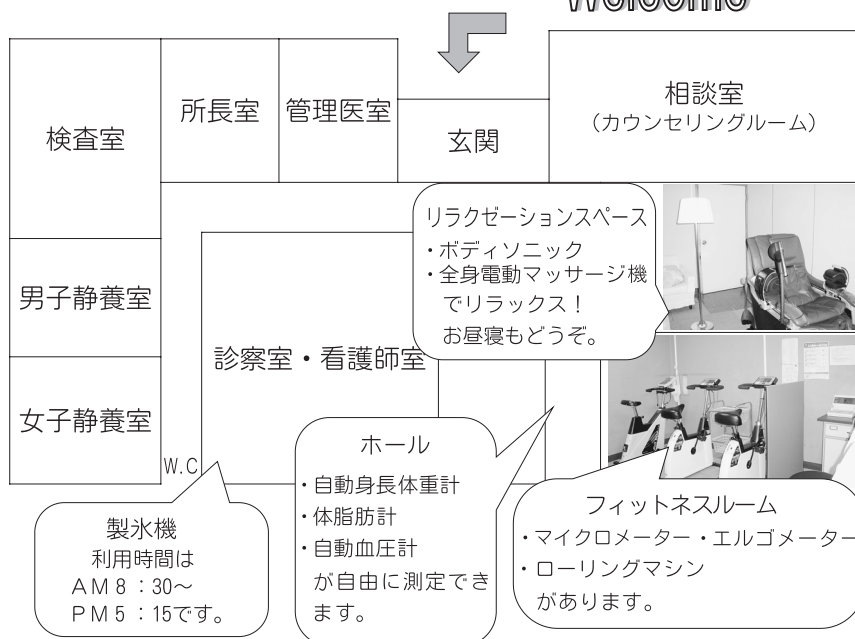 Welcome
検査室
所長室
管理医室
玄関
相談室
（カウンセリングルーム）
リラクゼーションスペース
・ボディソニック
・全身電動マッサージ機
でリラックス！
お昼寝もどうぞ。
男子静養室
診察室・看護師室
女子静養室
W.C
製氷機
利用時間は
AM8：30～
PM5：15です。
ホール
・自動身長体重計
・体脂肪計
・自動血圧計
が自由に測定でき
ます。
フィットネスルーム
・マイクロメーター・エルゴメーター
・ローリングマシン
があります。